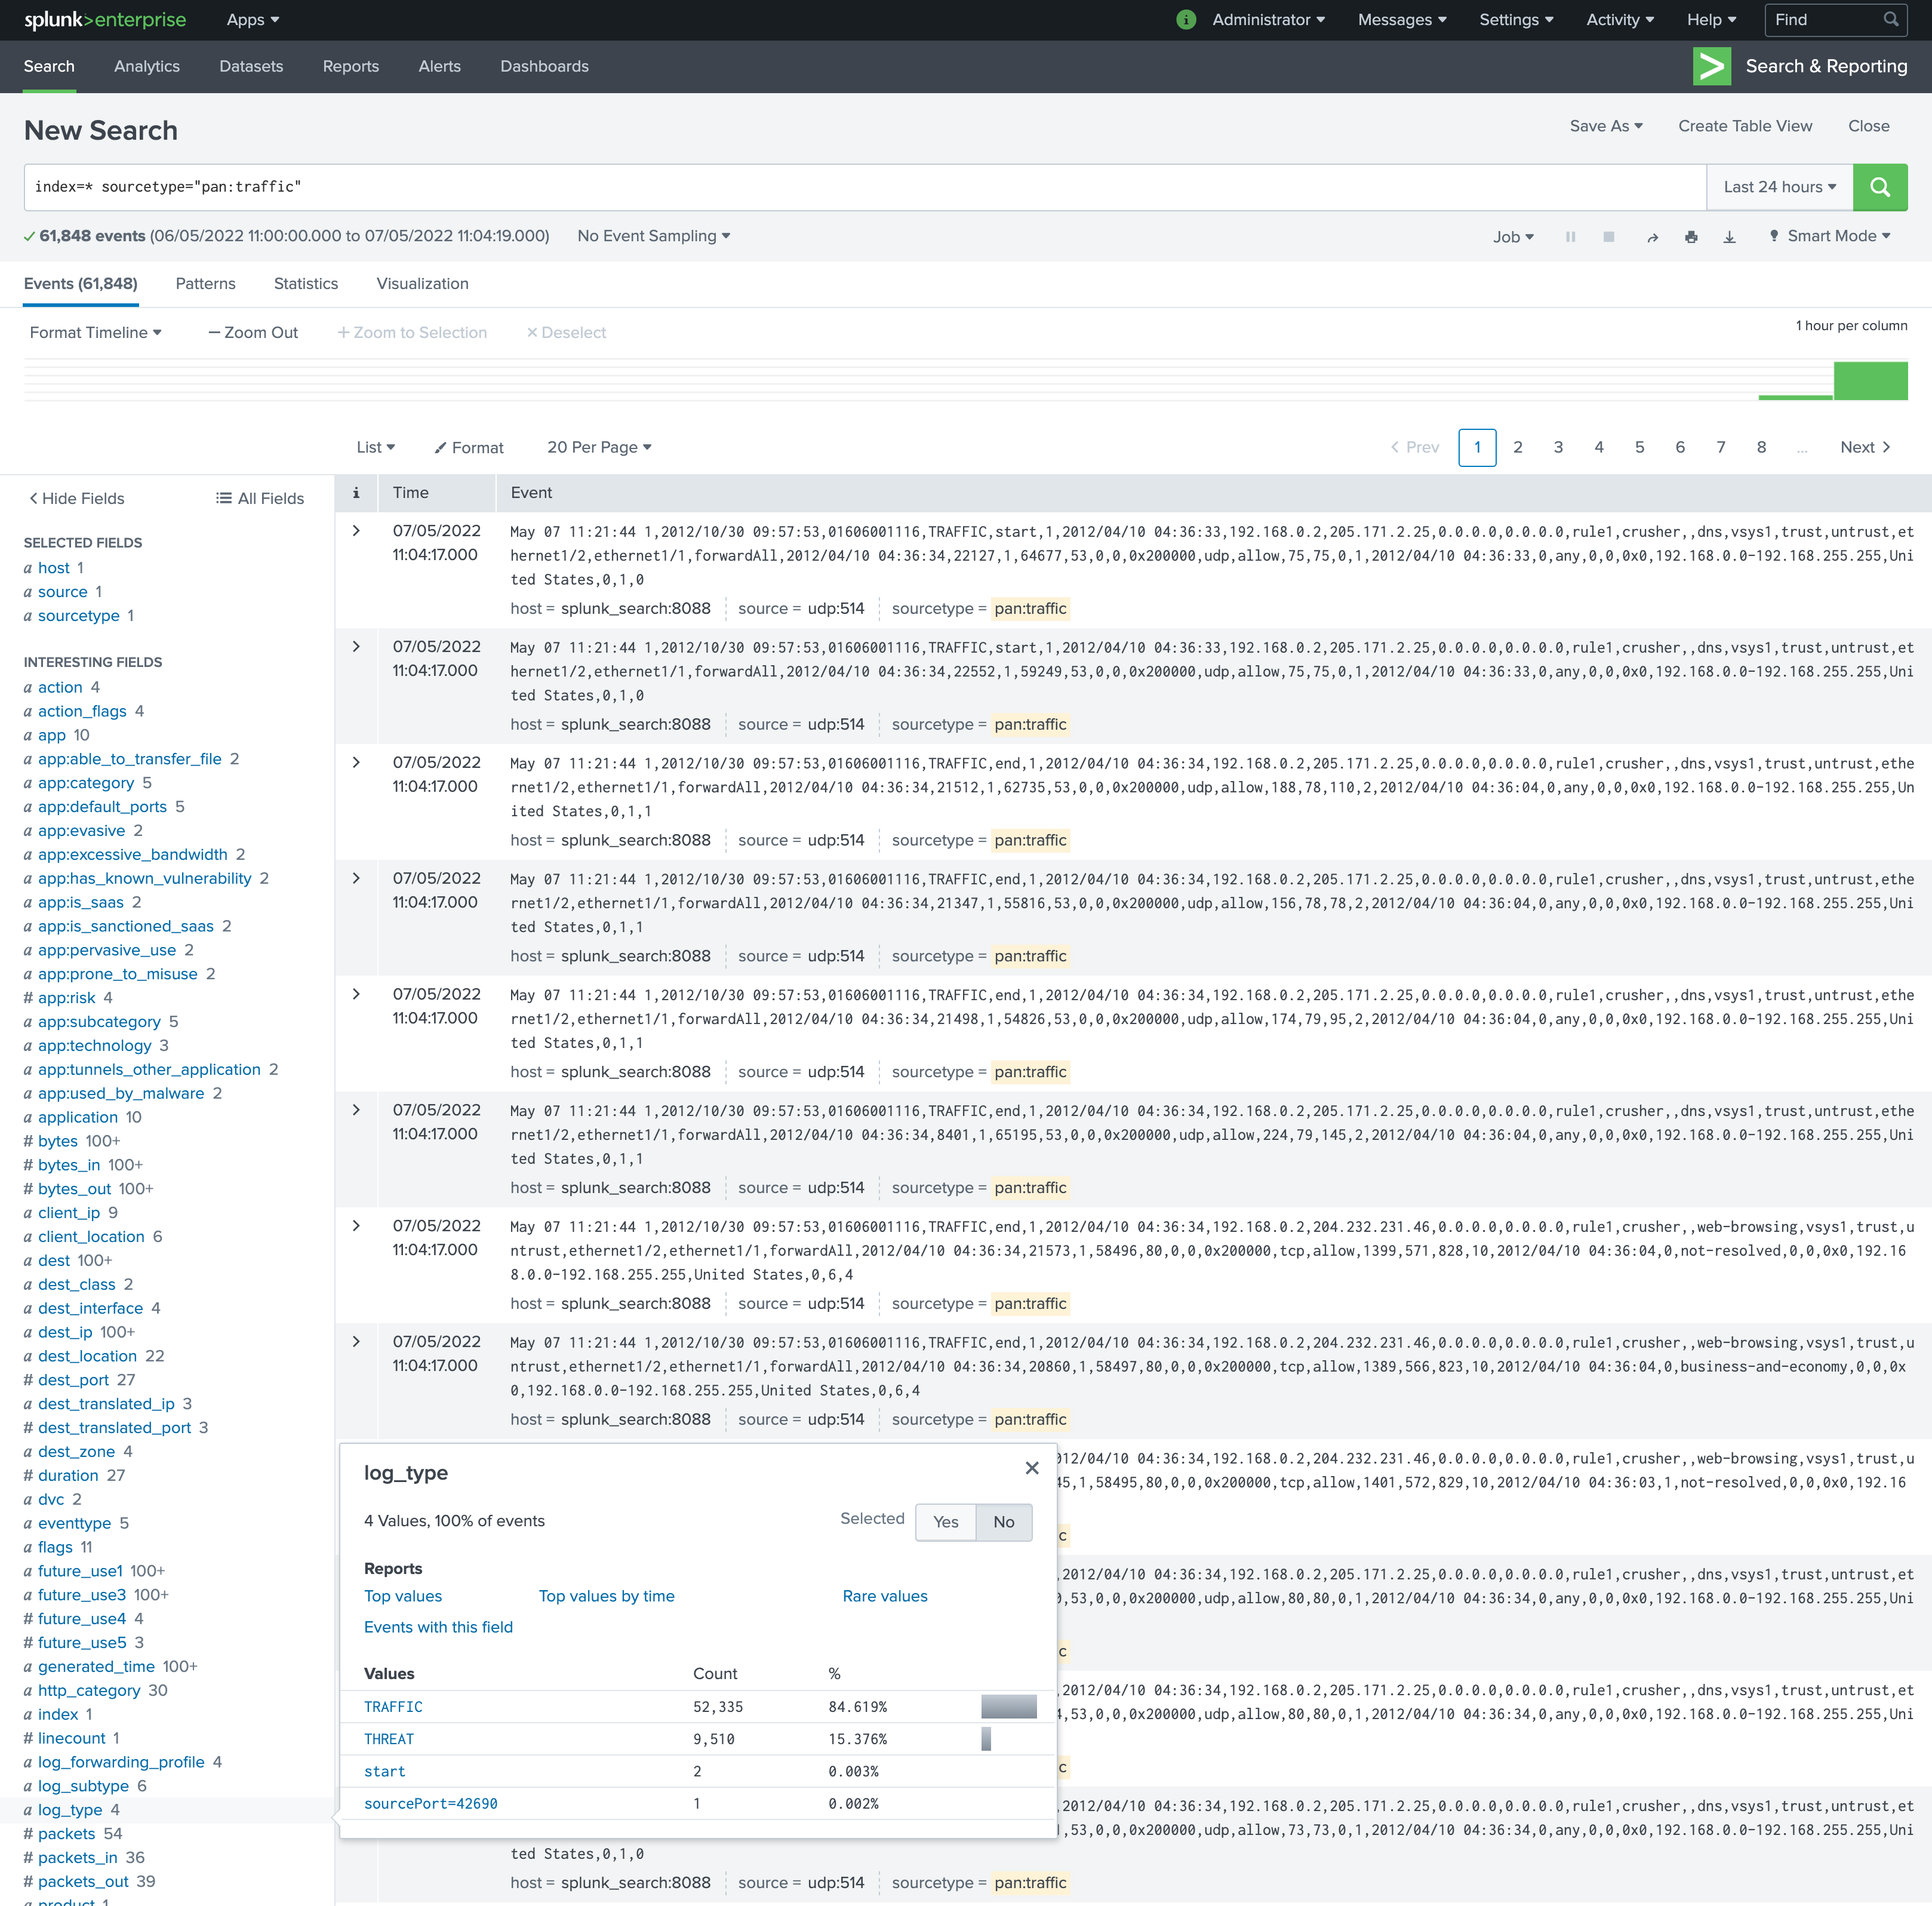 splunk>enterprise Apps i Administrator Messages Settings Activity Help Find
Search Analytics Datasets Reports Alerts Dashboards Search & Reporting
New Search Save As Create Table View Close
index=* sourcetype="pan:traffic" Last 24 hours
61,848 events (06/05/2022 11:00:00.000 to 07/05/2022 11:04:19.000) No Event Sampling Job Smart Mode
Events (61,848) Patterns Statistics Visualization
Format Timeline — Zoom Out + Zoom to Selection × Deselect 1 hour per column
List Format 20 Per Page < Prev 1 2 3 4 5 6 7 8 ... Next >
< Hide Fields All Fields
SELECTED FIELDS
a host 1
a source 1
a sourcetype 1
INTERESTING FIELDS
a action 4
a action_flags 4
a app 10
a app:able_to_transfer_file 2
a app:category 5
a app:default_ports 5
a app:evasive 2
a app:excessive_bandwidth 2
a app:has_known_vulnerability 2
a app:is_saas 2
a app:is_sanctioned_saas 2
a app:pervasive_use 2
a app:prone_to_misuse 2
# app:risk 4
a app:subcategory 5
a app:technology 3
a app:tunnels_other_application 2
a app:used_by_malware 2
a application 10
# bytes 100+
# bytes_in 100+
# bytes_out 100+
a client_ip 9
a client_location 6
a dest 100+
a dest_class 2
a dest_interface 4
a dest_ip 100+
a dest_location 22
# dest_port 27
a dest_translated_ip 3
# dest_translated_port 3
a dest_zone 4
# duration 27
a dvc 2
a eventtype 5
a flags 11
a future_use1 100+
a future_use3 100+
# future_use4 4
# future_use5 3
a generated_time 100+
a http_category 30
a index 1
# linecount 1
a log_forwarding_profile 4
a log_subtype 6
a log_type 4
# packets 54
# packets_in 36
# packets_out 39
a product 1
i Time Event
07/05/2022 11:04:17.000
May 07 11:21:44 1,2012/10/30 09:57:53,01606001116,TRAFFIC,start,1,2012/04/10 04:36:33,192.168.0.2,205.171.2.25,0.0.0.0,0.0.0.0,rule1,crusher,,dns,vsys1,trust,untrust,et
hernet1/2,ethernet1/1,forwardAll,2012/04/10 04:36:34,22127,1,64677,53,0,0,0x200000,udp,allow,75,75,0,1,2012/04/10 04:36:33,0,any,0,0,0x0,192.168.0.0-192.168.255.255,Uni
ted States,0,1,0
host = splunk_search:8088 source = udp:514 sourcetype = pan:traffic
07/05/2022 11:04:17.000
May 07 11:21:44 1,2012/10/30 09:57:53,01606001116,TRAFFIC,start,1,2012/04/10 04:36:33,192.168.0.2,205.171.2.25,0.0.0.0,0.0.0.0,rule1,crusher,,dns,vsys1,trust,untrust,et
hernet1/2,ethernet1/1,forwardAll,2012/04/10 04:36:34,22552,1,59249,53,0,0,0x200000,udp,allow,75,75,0,1,2012/04/10 04:36:33,0,any,0,0,0x0,192.168.0.0-192.168.255.255,Uni
ted States,0,1,0
host = splunk_search:8088 source = udp:514 sourcetype = pan:traffic
07/05/2022 11:04:17.000
May 07 11:21:44 1,2012/10/30 09:57:53,01606001116,TRAFFIC,end,1,2012/04/10 04:36:34,192.168.0.2,205.171.2.25,0.0.0.0,0.0.0.0,rule1,crusher,,dns,vsys1,trust,untrust,ethe
rnet1/2,ethernet1/1,forwardAll,2012/04/10 04:36:34,21512,1,62735,53,0,0,0x200000,udp,allow,188,78,110,2,2012/04/10 04:36:04,0,any,0,0,0x0,192.168.0.0-192.168.255.255,Un
ited States,0,1,1
host = splunk_search:8088 source = udp:514 sourcetype = pan:traffic
07/05/2022 11:04:17.000
May 07 11:21:44 1,2012/10/30 09:57:53,01606001116,TRAFFIC,end,1,2012/04/10 04:36:34,192.168.0.2,205.171.2.25,0.0.0.0,0.0.0.0,rule1,crusher,,dns,vsys1,trust,untrust,ethe
rnet1/2,ethernet1/1,forwardAll,2012/04/10 04:36:34,21347,1,55816,53,0,0,0x200000,udp,allow,156,78,78,2,2012/04/10 04:36:04,0,any,0,0,0x0,192.168.0.0-192.168.255.255,Uni
ted States,0,1,1
host = splunk_search:8088 source = udp:514 sourcetype = pan:traffic
07/05/2022 11:04:17.000
May 07 11:21:44 1,2012/10/30 09:57:53,01606001116,TRAFFIC,end,1,2012/04/10 04:36:34,192.168.0.2,205.171.2.25,0.0.0.0,0.0.0.0,rule1,crusher,,dns,vsys1,trust,untrust,ethe
rnet1/2,ethernet1/1,forwardAll,2012/04/10 04:36:34,21498,1,54826,53,0,0,0x200000,udp,allow,174,79,95,2,2012/04/10 04:36:04,0,any,0,0,0x0,192.168.0.0-192.168.255.255,Uni
ted States,0,1,1
host = splunk_search:8088 source = udp:514 sourcetype = pan:traffic
07/05/2022 11:04:17.000
May 07 11:21:44 1,2012/10/30 09:57:53,01606001116,TRAFFIC,end,1,2012/04/10 04:36:34,192.168.0.2,205.171.2.25,0.0.0.0,0.0.0.0,rule1,crusher,,dns,vsys1,trust,untrust,ethe
rnet1/2,ethernet1/1,forwardAll,2012/04/10 04:36:34,8401,1,65195,53,0,0,0x200000,udp,allow,224,79,145,2,2012/04/10 04:36:04,0,any,0,0,0x0,192.168.0.0-192.168.255.255,Uni
ted States,0,1,1
host = splunk_search:8088 source = udp:514 sourcetype = pan:traffic
07/05/2022 11:04:17.000
May 07 11:21:44 1,2012/10/30 09:57:53,01606001116,TRAFFIC,end,1,2012/04/10 04:36:34,192.168.0.2,204.232.231.46,0.0.0.0,0.0.0.0,rule1,crusher,,web-browsing,vsys1,trust,u
ntrust,ethernet1/2,ethernet1/1,forwardAll,2012/04/10 04:36:34,21573,1,58496,80,0,0,0x200000,tcp,allow,1399,571,828,10,2012/04/10 04:36:04,0,not-resolved,0,0,0x0,192.16
8.0.0-192.168.255.255,United States,0,6,4
host = splunk_search:8088 source = udp:514 sourcetype = pan:traffic
07/05/2022 11:04:17.000
May 07 11:21:44 1,2012/10/30 09:57:53,01606001116,TRAFFIC,end,1,2012/04/10 04:36:34,192.168.0.2,204.232.231.46,0.0.0.0,0.0.0.0,rule1,crusher,,web-browsing,vsys1,trust,u
ntrust,ethernet1/2,ethernet1/1,forwardAll,2012/04/10 04:36:34,20860,1,58497,80,0,0,0x200000,tcp,allow,1389,566,823,10,2012/04/10 04:36:04,0,business-and-economy,0,0,0x
0,192.168.0.0-192.168.255.255,United States,0,6,4
host = splunk_search:8088 source = udp:514 sourcetype = pan:traffic
012/04/10 04:36:34,192.168.0.2,204.232.231.46,0.0.0.0,0.0.0.0,rule1,crusher,,web-browsing,vsys1,trust,u
45,1,58495,80,0,0,0x200000,tcp,allow,1401,572,829,10,2012/04/10 04:36:03,1,not-resolved,0,0,0x0,192.16
c
,2012/04/10 04:36:34,192.168.0.2,205.171.2.25,0.0.0.0,0.0.0.0,rule1,crusher,,dns,vsys1,trust,untrust,et
,53,0,0,0x200000,udp,allow,80,80,0,1,2012/04/10 04:36:34,0,any,0,0,0x0,192.168.0.0-192.168.255.255,Uni
c
,2012/04/10 04:36:34,192.168.0.2,205.171.2.25,0.0.0.0,0.0.0.0,rule1,crusher,,dns,vsys1,trust,untrust,et
4,53,0,0,0x200000,udp,allow,80,80,0,1,2012/04/10 04:36:34,0,any,0,0,0x0,192.168.0.0-192.168.255.255,Uni
c
,2012/04/10 04:36:34,192.168.0.2,205.171.2.25,0.0.0.0,0.0.0.0,rule1,crusher,,dns,vsys1,trust,untrust,et
,53,0,0,0x200000,udp,allow,73,73,0,1,2012/04/10 04:36:34,0,any,0,0,0x0,192.168.0.0-192.168.255.255,Uni
ted States,0,1,0
host = splunk_search:8088 source = udp:514 sourcetype = pan:traffic
log_type
4 Values, 100% of events Selected Yes No
Reports
Top values Top values by time Rare values
Events with this field
Values Count %
TRAFFIC 52,335 84.619%
THREAT 9,510 15.376%
start 2 0.003%
sourcePort=42690 1 0.002%